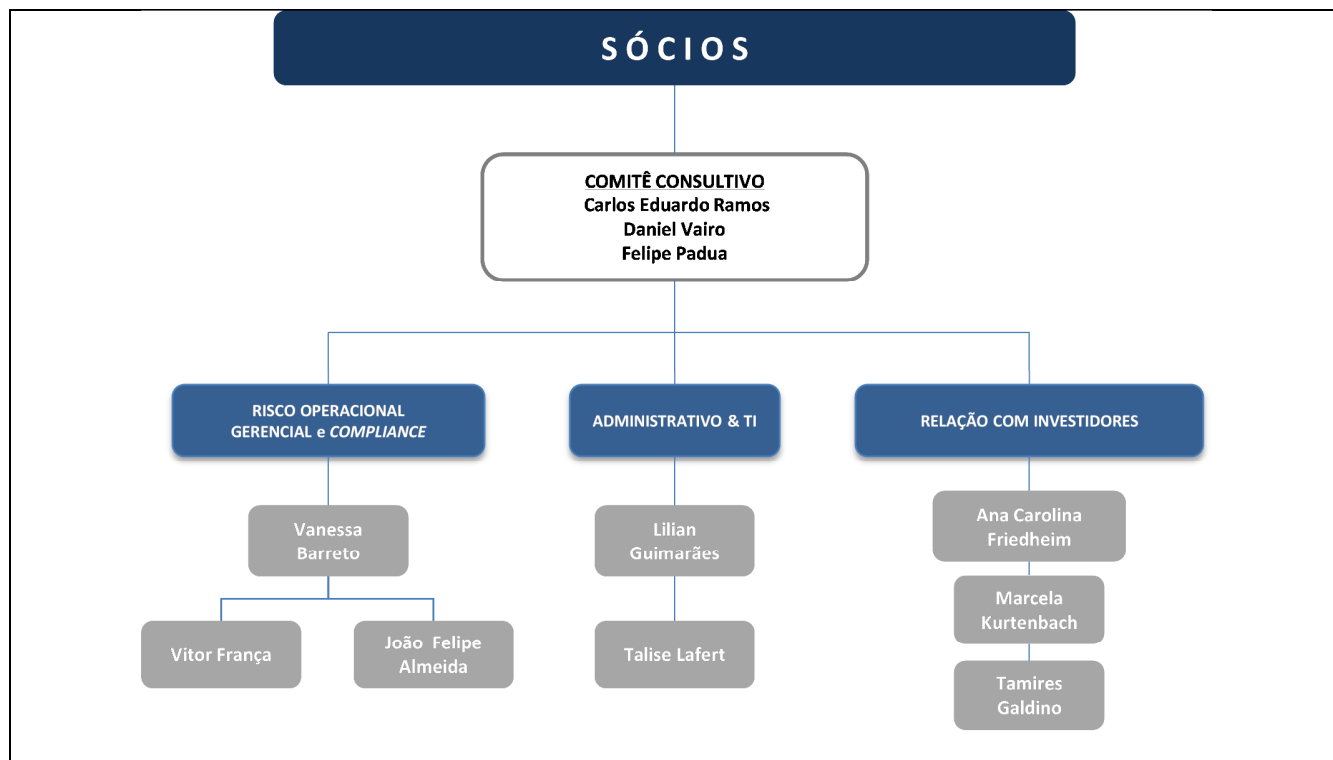 SÓCIOS
COMITÊ CONSULTIVO
Carlos Eduardo Ramos
Daniel Vairo
Felipe Padua
RISCO OPERACIONAL
GERENCIAL e COMPLIANCE
ADMINISTRATIVO & TI
RELAÇÃO COM INVESTIDORES
Vanessa
Barreto
Lilian
Guimarães
Ana Carolina
Friedheim
Vitor França
João Felipe
Almeida
Talise Lafert
Marcela
Kurtenbach
Tamires
Galdino